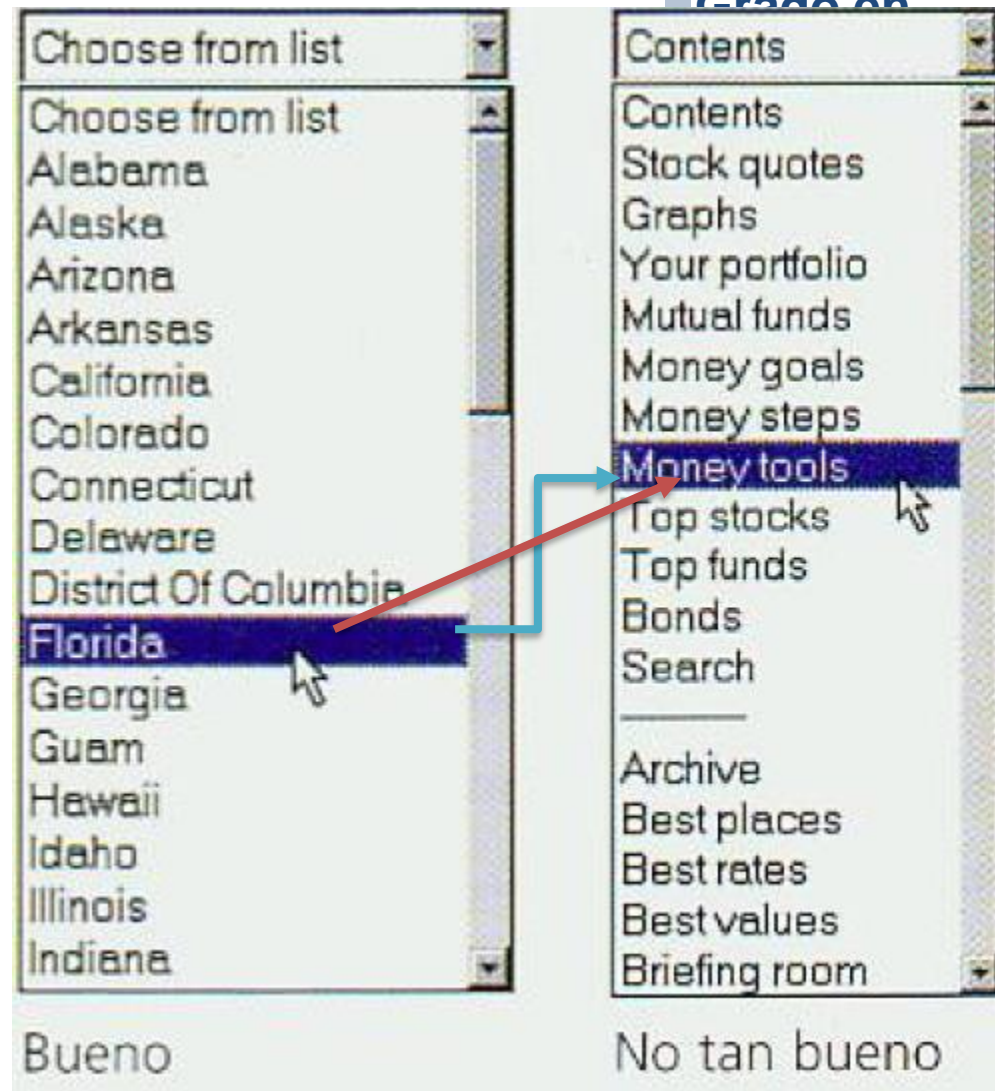 Grado en
Choose from list
Choose from list
Alabama
Alaska
Arizona
Arkansas
California
Colorado
Connecticut
Delaware
District Of Columbia
Florida
Georgia
Guam
Hawaii
Idaho
Illinois
Indiana
Bueno
Contents
Contents
Stock quotes
Graphs
Your portfolio
Mutual funds
Money goals
Money steps
Money tools
Top stocks
Top funds
Bonds
Search
Archive
Best places
Best rates
Best values
Briefing room
No tan bueno